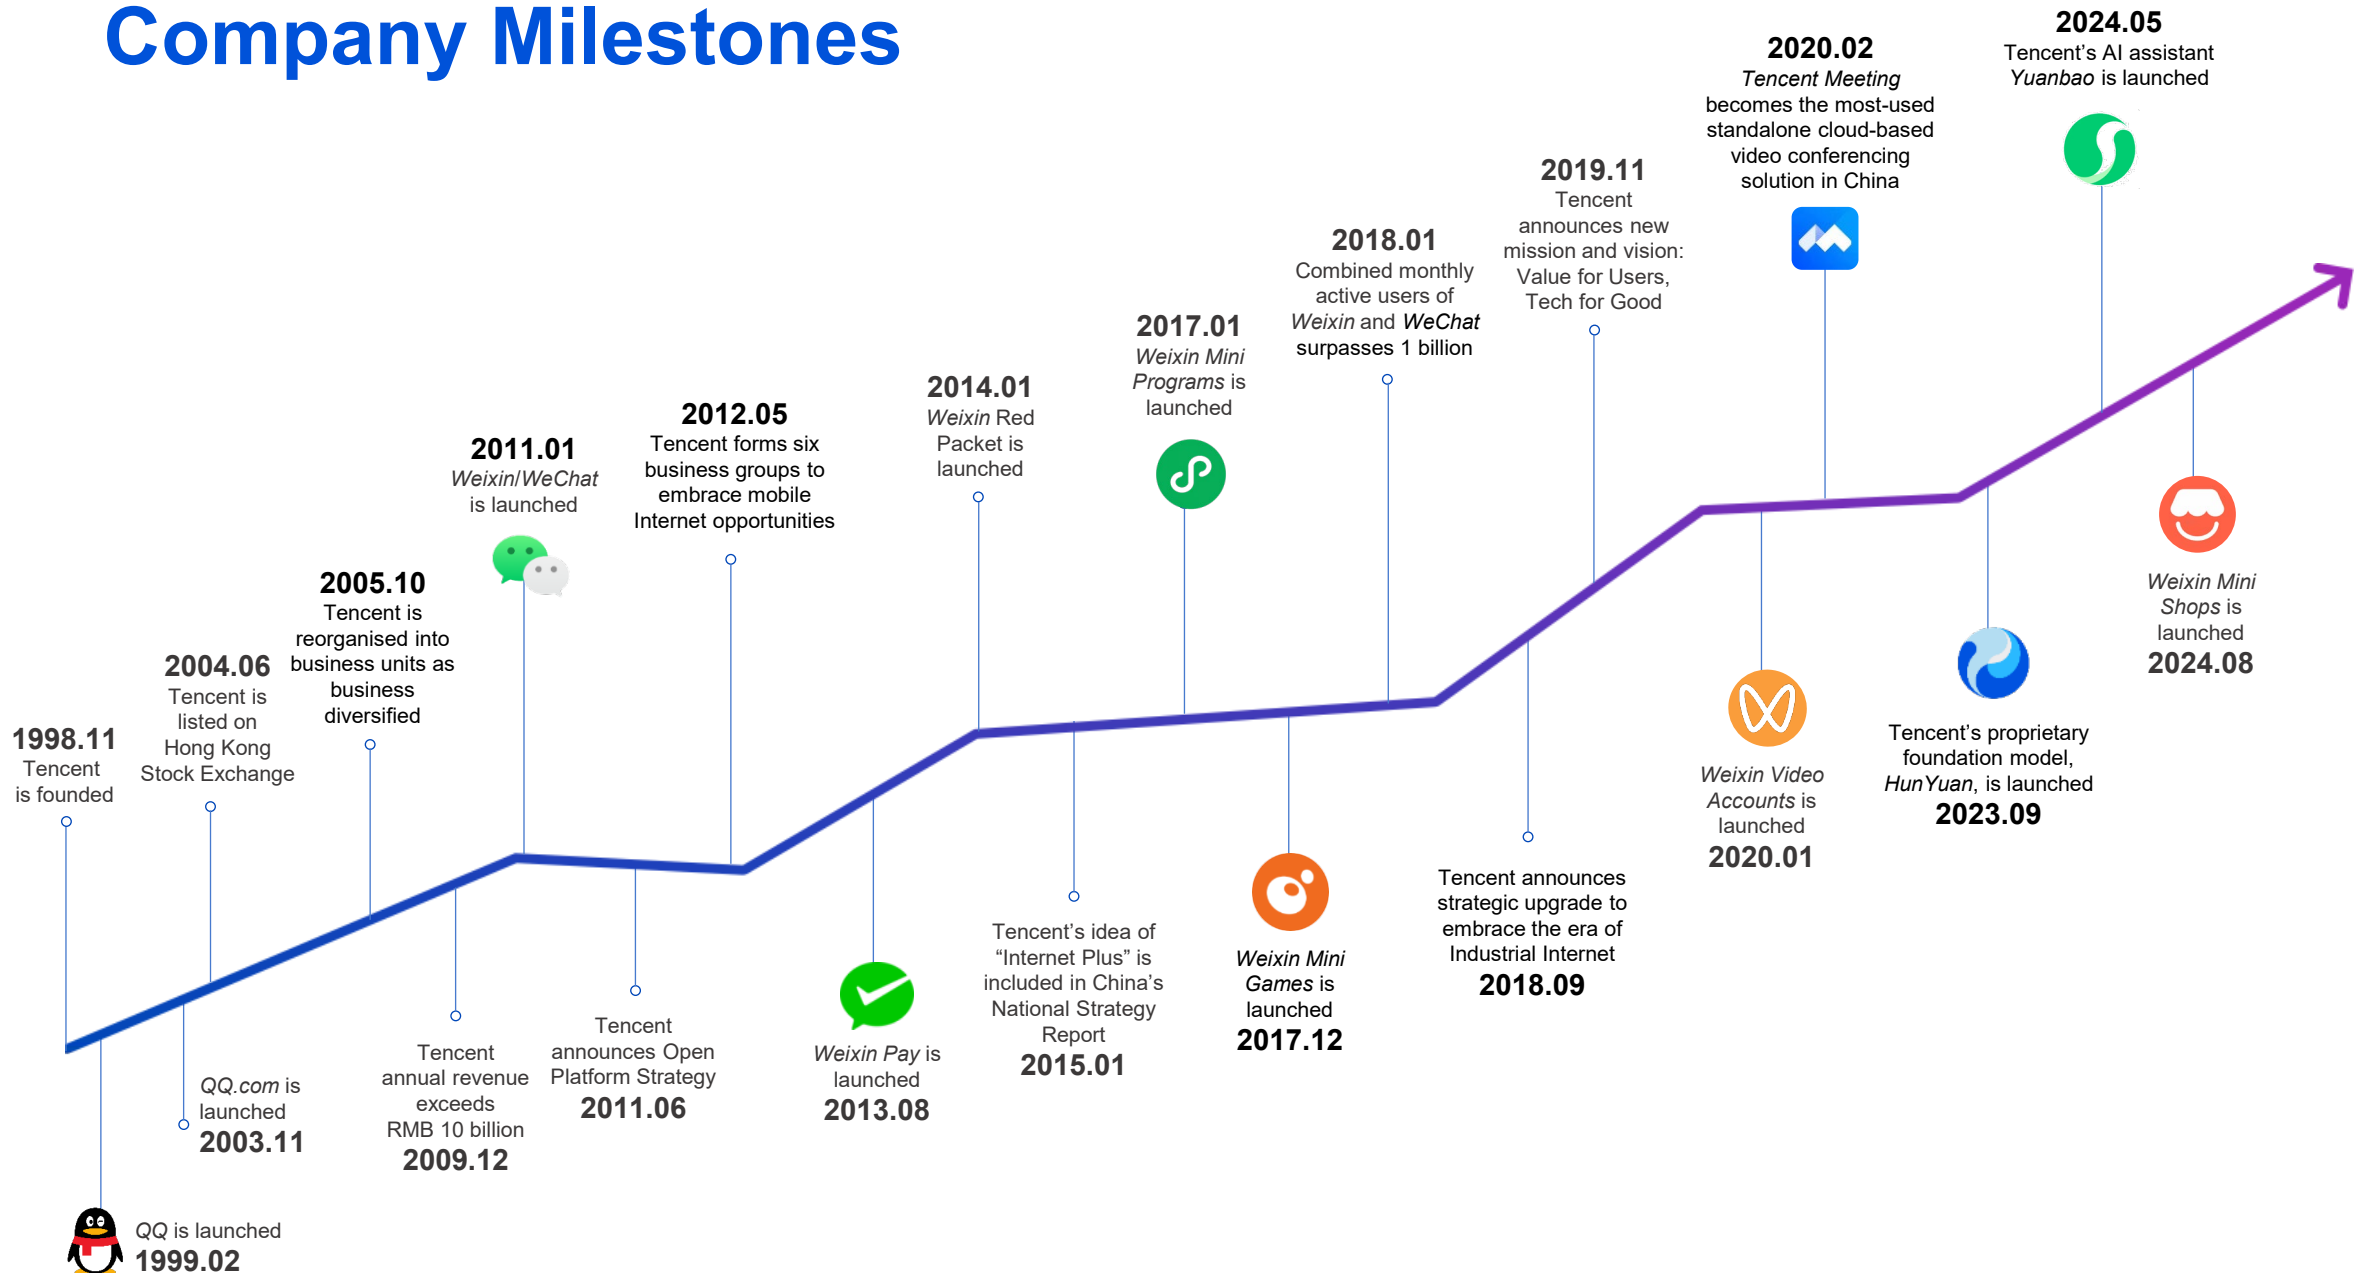 Company Milestones
1998.11
Tencent
is founded
QQ is launched
1999.02
QQ.com is
launched
2003.11
2004.06
Tencent is
listed on
Hong Kong
Stock Exchange
2005.10
Tencent is
reorganised into
business units as
business
diversified
Tencent
annual revenue
exceeds
RMB 10 billion
2009.12
2011.01
Weixin/WeChat
is launched
Tencent
announces Open
Platform Strategy
2011.06
2012.05
Tencent forms six
business groups to
embrace mobile
Internet opportunities
Weixin Pay is
launched
2013.08
2014.01
Weixin Red
Packet is
launched
Tencent’s idea of
“Internet Plus” is
included in China’s
National Strategy
Report
2015.01
2017.01
Weixin Mini
Programs is
launched
Weixin Mini
Games is
launched
2017.12
2018.01
Combined monthly
active users of
Weixin and WeChat
surpasses 1 billion
Tencent announces
strategic upgrade to
embrace the era of
Industrial Internet
2018.09
2019.11
Tencent
announces new
mission and vision:
Value for Users,
Tech for Good
Weixin Video
Accounts is
launched
2020.01
2020.02
Tencent Meeting
becomes the most-used
standalone cloud-based
video conferencing
solution in China
Tencent’s proprietary
foundation model,
HunYuan, is launched
2023.09
2024.05
Tencent’s AI assistant
Yuanbao is launched
Weixin Mini
Shops is
launched
2024.08